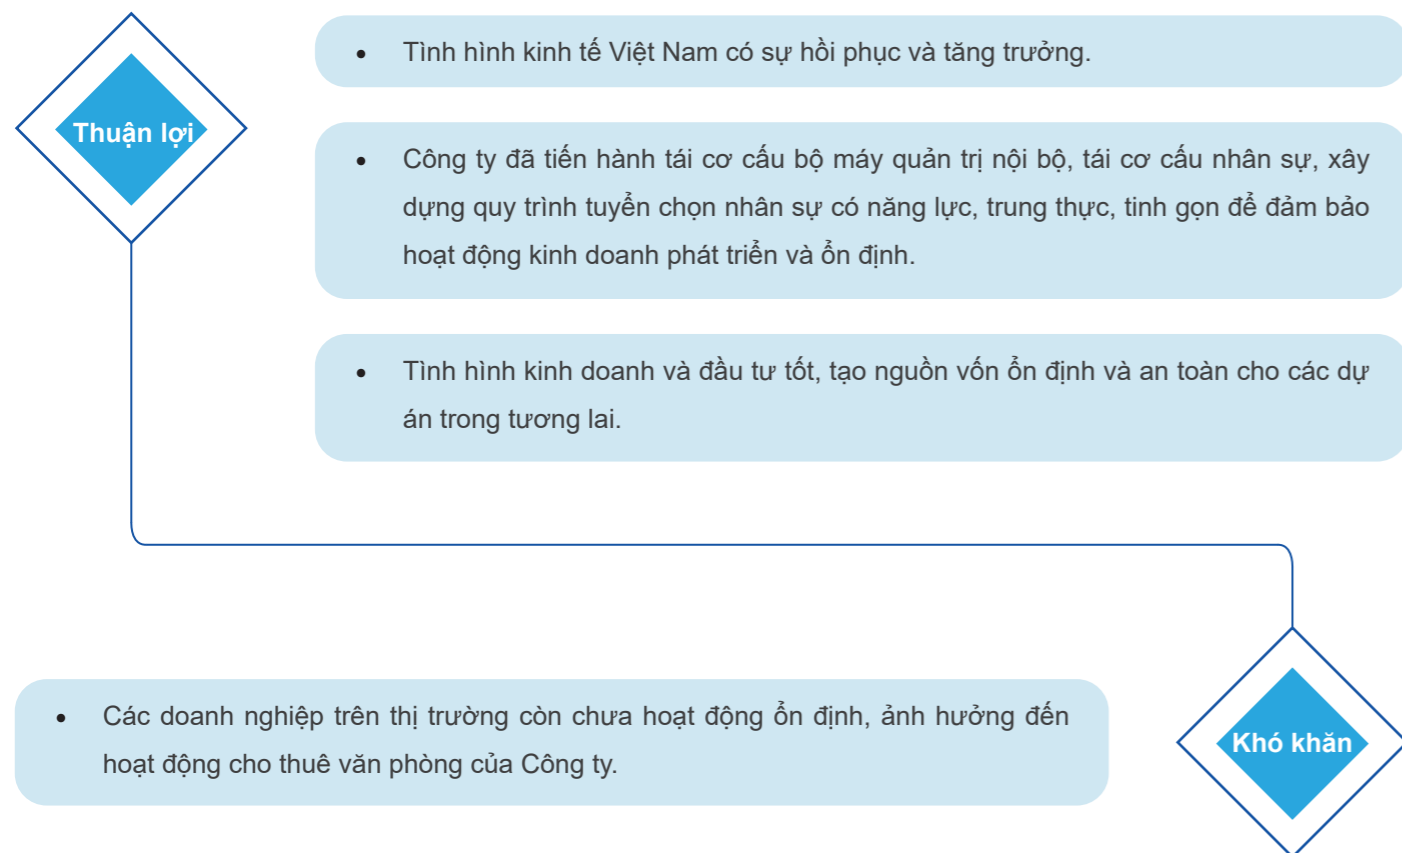 Thuận lợi
• Tình hình kinh tế Việt Nam có sự hồi phục và tăng trưởng.
• Công ty đã tiến hành tái cơ cấu bộ máy quản trị nội bộ, tái cơ cấu nhân sự, xây
dựng quy trình tuyển chọn nhân sự có năng lực, trung thực, tinh gọn để đảm bảo
hoạt động kinh doanh phát triển và ổn định.
• Tình hình kinh doanh và đầu tư tốt, tạo nguồn vốn ổn định và an toàn cho các dự
án trong tương lai.
• Các doanh nghiệp trên thị trường còn chưa hoạt động ổn định, ảnh hưởng đến
hoạt động cho thuê văn phòng của Công ty.
Khó khăn